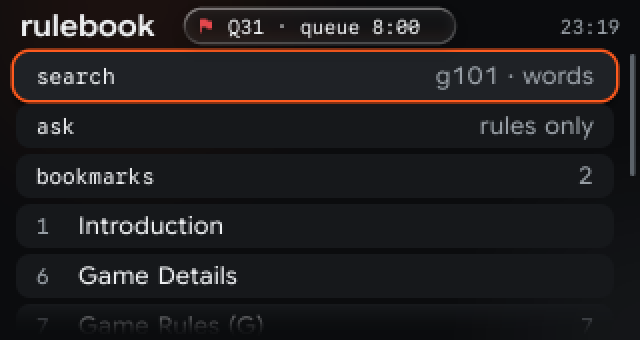 rulebook Q31 · queue 8:00 23:19
search g101 · words
ask rules only
bookmarks 2
1 Introduction
6 Game Details
7 Game Rules (G) 7